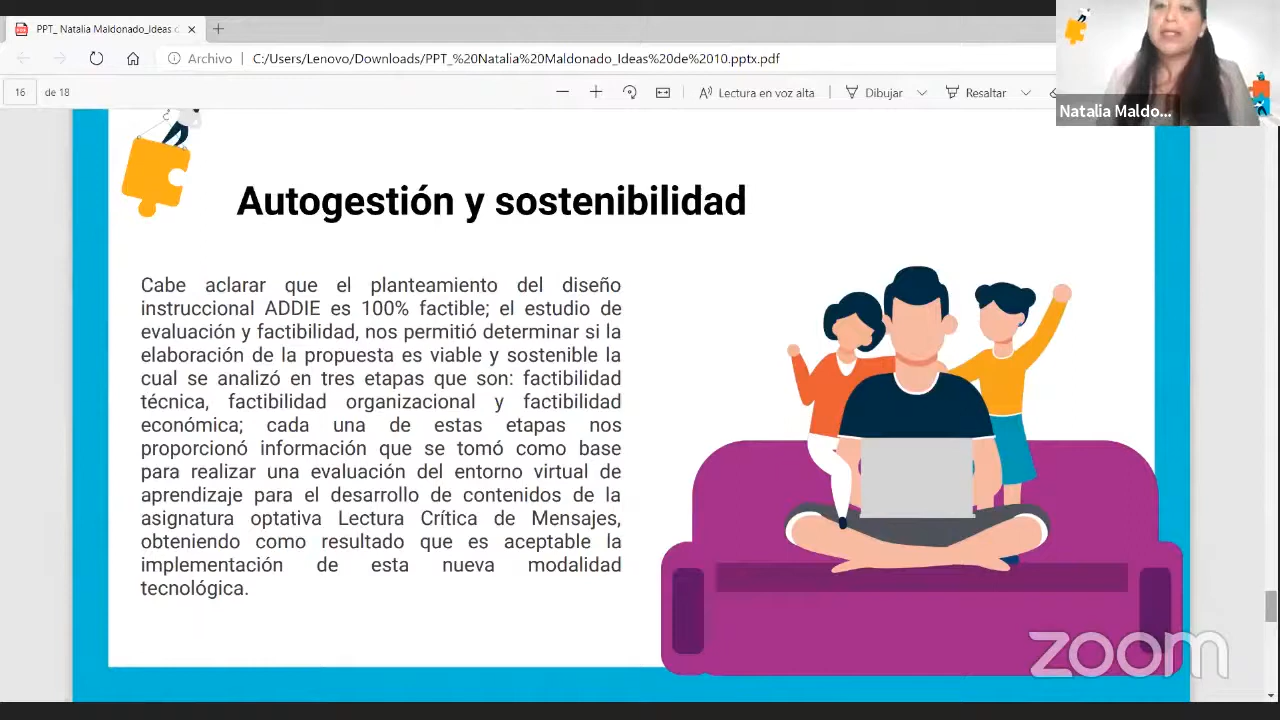 PPT_ Natalia Maldonado_Ideas d
Archivo
C:/Users/Lenovo/Downloads/PPT_%20Natalia%20Maldonado_Ideas%20de%2010.pptx.pdf
16 de 18
Lectura en voz alta
Dibujar
Resaltar
Natalia Maldo...
Autogestión y sostenibilidad
Cabe aclarar que el planteamiento del diseño
instruccional ADDIE es 100% factible; el estudio de
evaluación y factibilidad, nos permitió determinar si la
elaboración de la propuesta es viable y sostenible la
cual se analizó en tres etapas que son: factibilidad
técnica, factibilidad organizacional y factibilidad
económica; cada una de estas etapas nos
proporcionó información que se tomó como base
para realizar una evaluación del entorno virtual de
aprendizaje para el desarrollo de contenidos de la
asignatura optativa Lectura Crítica de Mensajes,
obteniendo como resultado que es aceptable la
implementación de esta nueva modalidad
tecnológica.
zoom